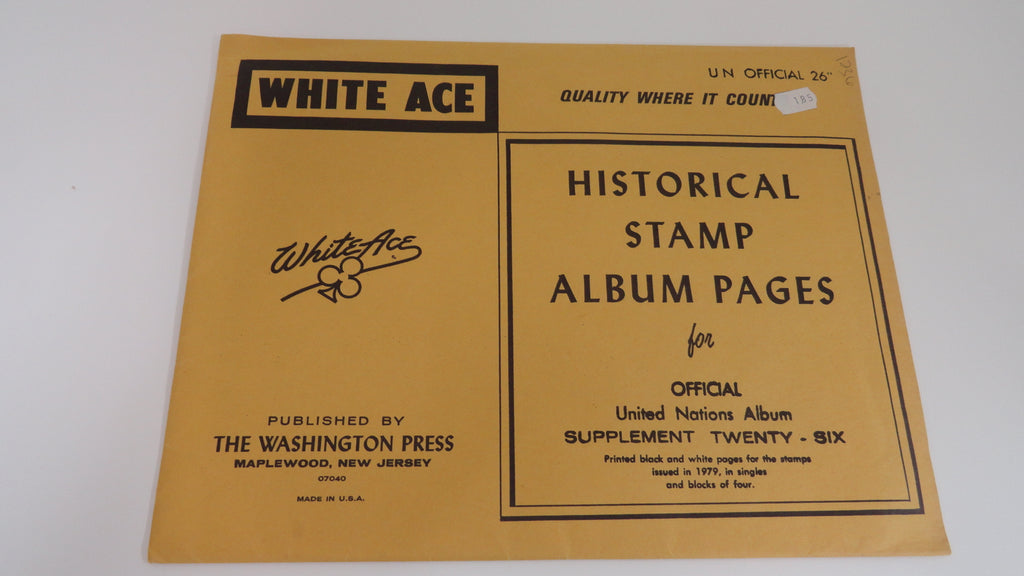 WHITE ACE
UN OFFICIAL 26"
QUALITY WHERE IT COUN
185
HISTORICAL
STAMP
ALBUM PAGES
for
OFFICIAL
United Nations Album
SUPPLEMENT TWENTY - SIX
Printed black and white pages for the stamps
issued in 1979, in singles
and blocks of four.
White Ace
PUBLISHED BY
THE WASHINGTON PRESS
MAPLEWOOD, NEW JERSEY
07040
MADE IN U.S.A.